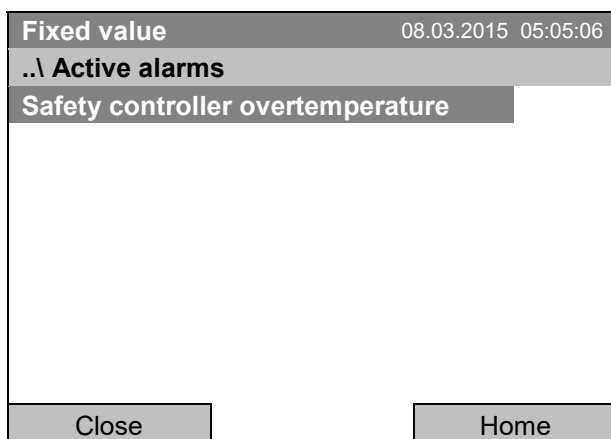 Fixed value 08.03.2015 05:05:06
..\ Active alarms
Safety controller overtemperature
Close Home